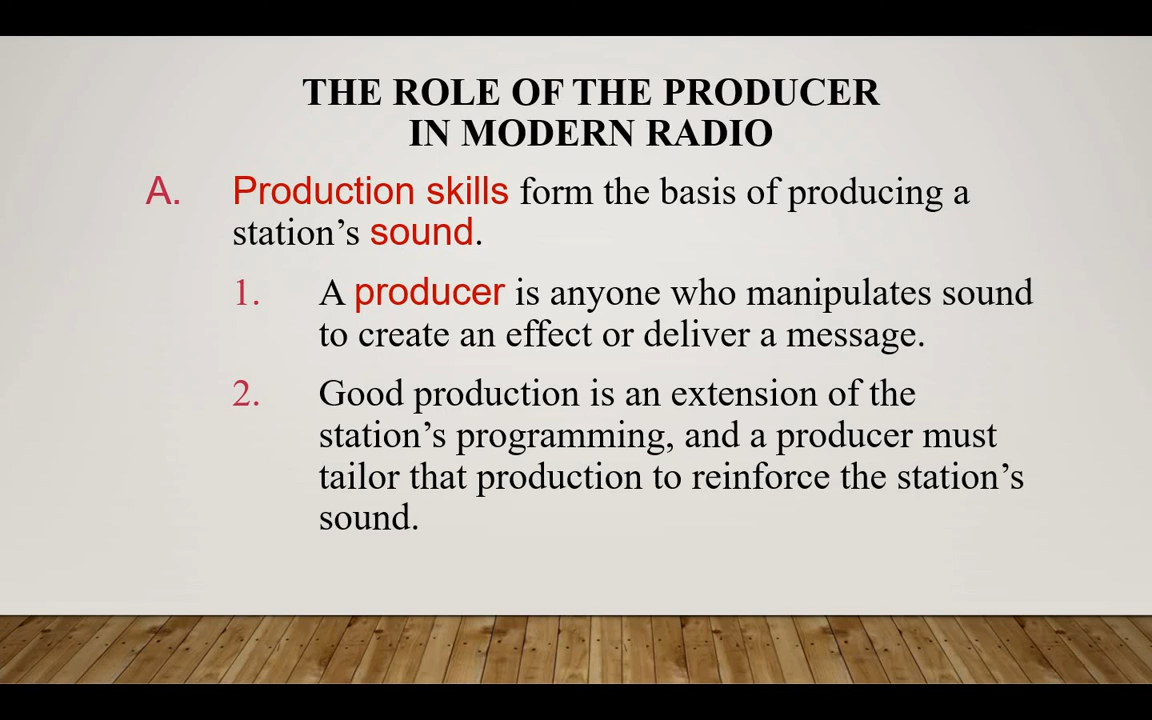 THE ROLE OF THE PRODUCER
IN MODERN RADIO
A. Production skills form the basis of producing a
station’s sound.
1. A producer is anyone who manipulates sound
to create an effect or deliver a message.
2. Good production is an extension of the
station’s programming, and a producer must
tailor that production to reinforce the station’s
sound.